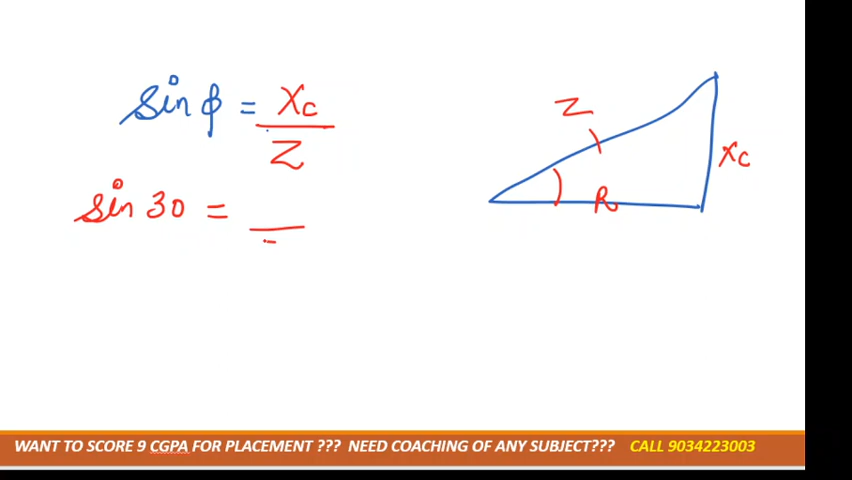 sin φ = Xc
Z
sin 30 =
Z
Xc
R
WANT TO SCORE 9 CGPA FOR PLACEMENT ??? NEED COACHING OF ANY SUBJECT??? CALL 9034223003